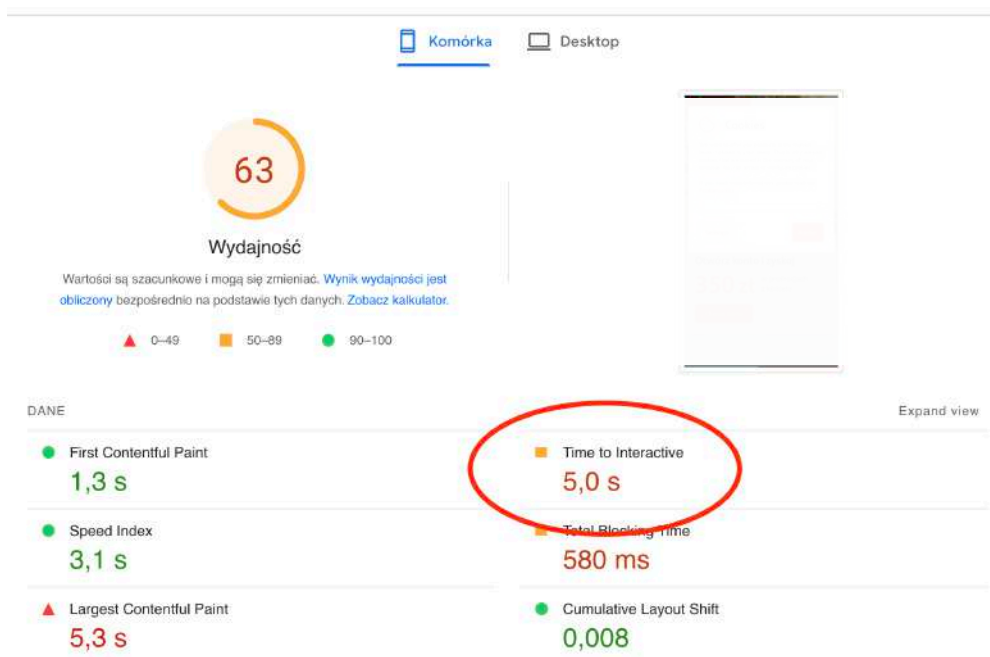 Komórka
Desktop
63
Wydajność
Wartości są szacunkowe i mogą się zmieniać. Wynik wydajności jest
obliczony bezpośrednio na podstawie tych danych. Zobacz kalkulator.
0–49
50–89
90–100
DANE
Expand view
First Contentful Paint
1,3 s
Time to Interactive
5,0 s
Speed Index
3,1 s
Total Blocking Time
580 ms
Largest Contentful Paint
5,3 s
Cumulative Layout Shift
0,008